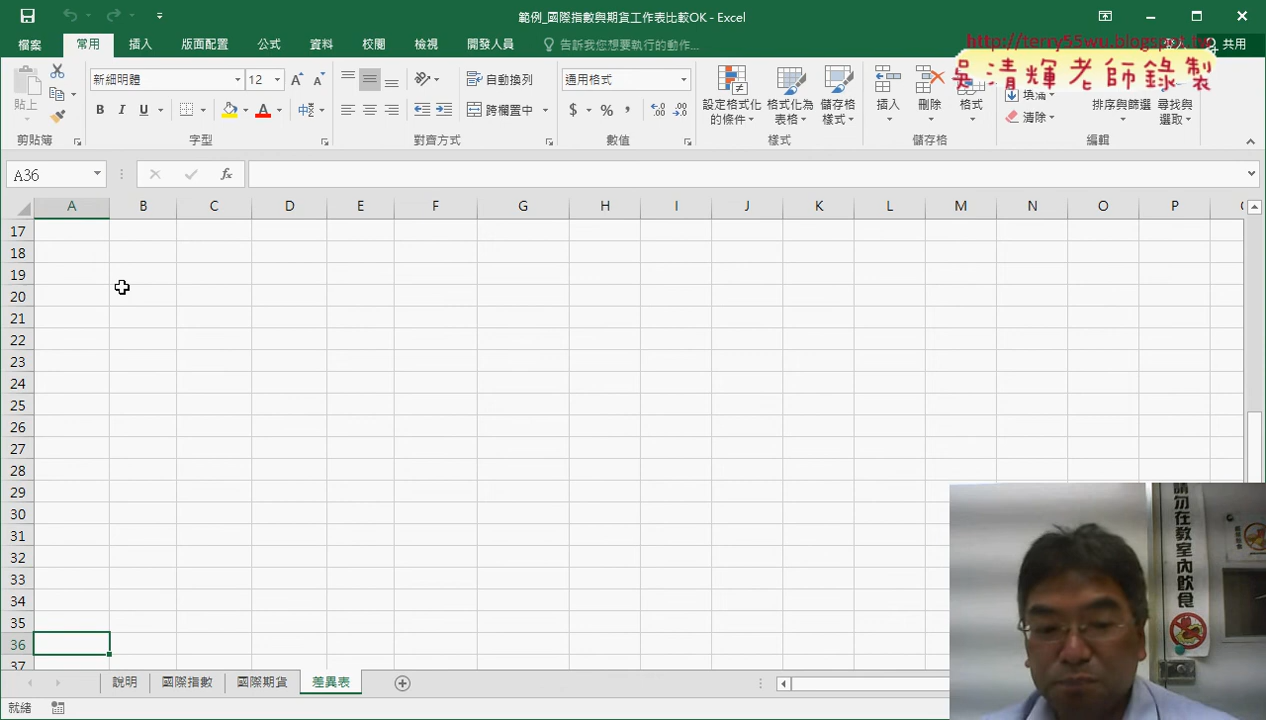 範例_國際指數與期貨工作表比較OK - Excel
檔案 常用 插入 版面配置 公式 資料 校閱 檢視 開發人員 告訴我您想要執行的動作... 共用
http://terry55wu.blogspot.tw
吳清輝老師錄製
新細明體 12 自動換列 通用格式
貼上 B I U 跨欄置中 $ % , 設定格式化的條件 格式化為表格 儲存格樣式 插入 刪除 格式 填滿 清除 排序與篩選 尋找與選取
剪貼簿 字型 對齊方式 數值 樣式 儲存格 編輯
A36 fx
A B C D E F G H I J K L M N O P
17
18
19
20
21
22
23
24
25
26
27
28
29
30
31
32
33
34
35
36
37
請勿在教室內飲食
說明 國際指數 國際期貨 差異表
就緒